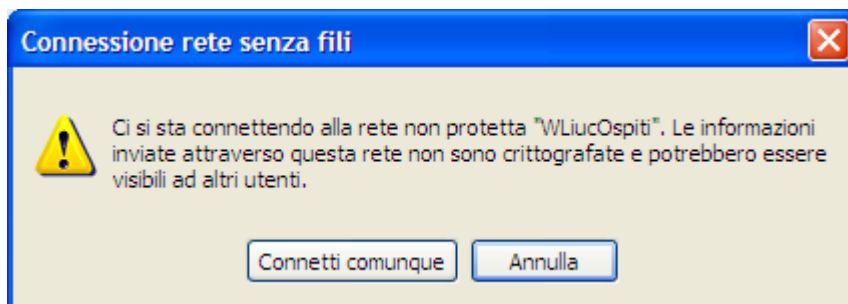 Connessione rete senza fili
Ci si sta connettendo alla rete non protetta "WLiucOspiti". Le informazioni
inviate attraverso questa rete non sono crittografate e potrebbero essere
visibili ad altri utenti.
Connetti comunque
Annulla